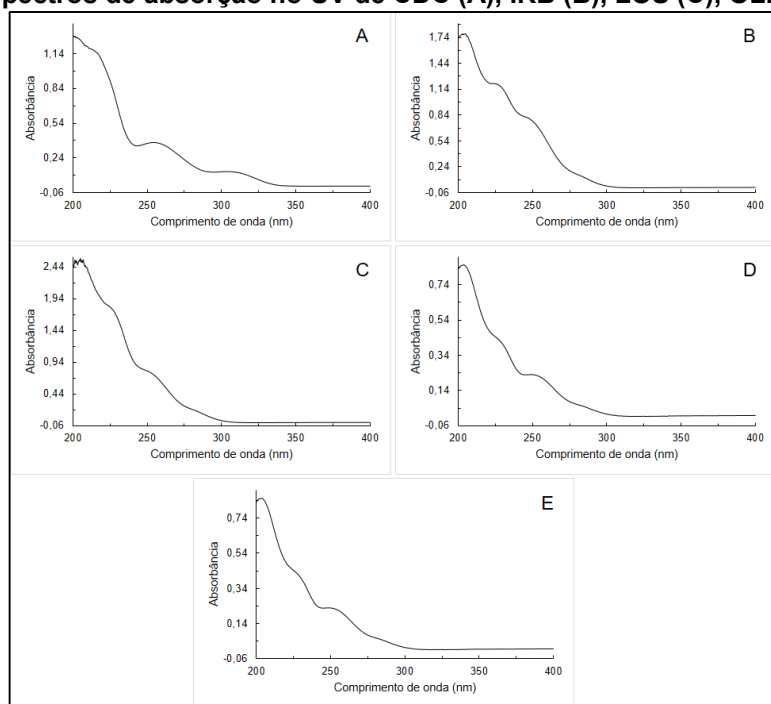 de absorção no UV de CDC (A), IRB (B), LOS (C),
A
1,14
0,84
0,54
0,24
-0,06
Absorbância
200 250 300 350 400
Comprimento de onda (nm)
B
1,74
1,44
1,14
0,84
0,54
0,24
-0,06
Absorbância
200 250 300 350 400
Comprimento de onda (nm)
C
2,44
1,94
1,44
0,94
0,44
-0,06
Absorbância
200 250 300 350 400
Comprimento de onda (nm)
D
0,74
0,54
0,34
0,14
-0,06
Absorbância
200 250 300 350 400
Comprimento de onda (nm)
E
0,74
0,54
0,34
0,14
-0,06
Absorbância
200 250 300 350 400
Comprimento de onda (nm)